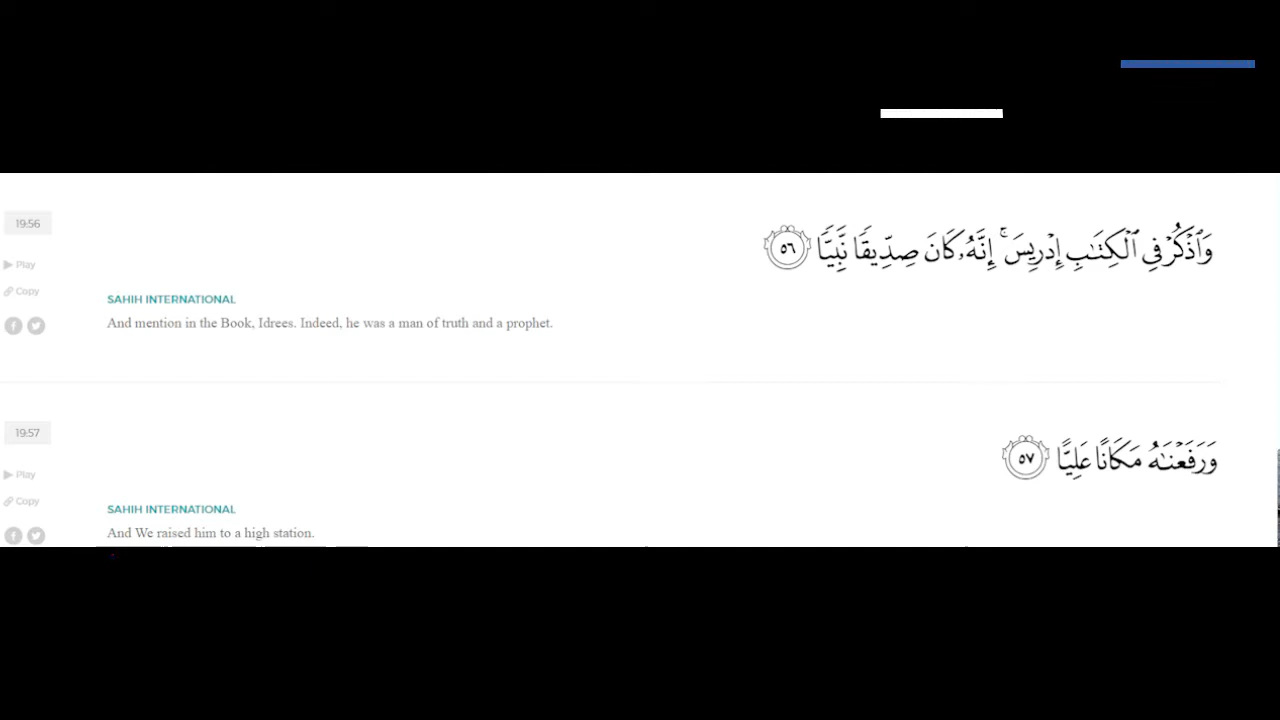 19:56
وَٱذْكُرْ فِى ٱلْكِتَـٰبِ إِدْرِيسَ ۚ إِنَّهُۥ كَانَ صِدِّيقًا نَّبِيًّا ٥٦
Play
Copy
SAHIH INTERNATIONAL
And mention in the Book, Idrees. Indeed, he was a man of truth and a prophet.
19:57
وَرَفَعْنَـٰهُ مَكَانًا عَلِيًّا ٥٧
Play
Copy
SAHIH INTERNATIONAL
And We raised him to a high station.